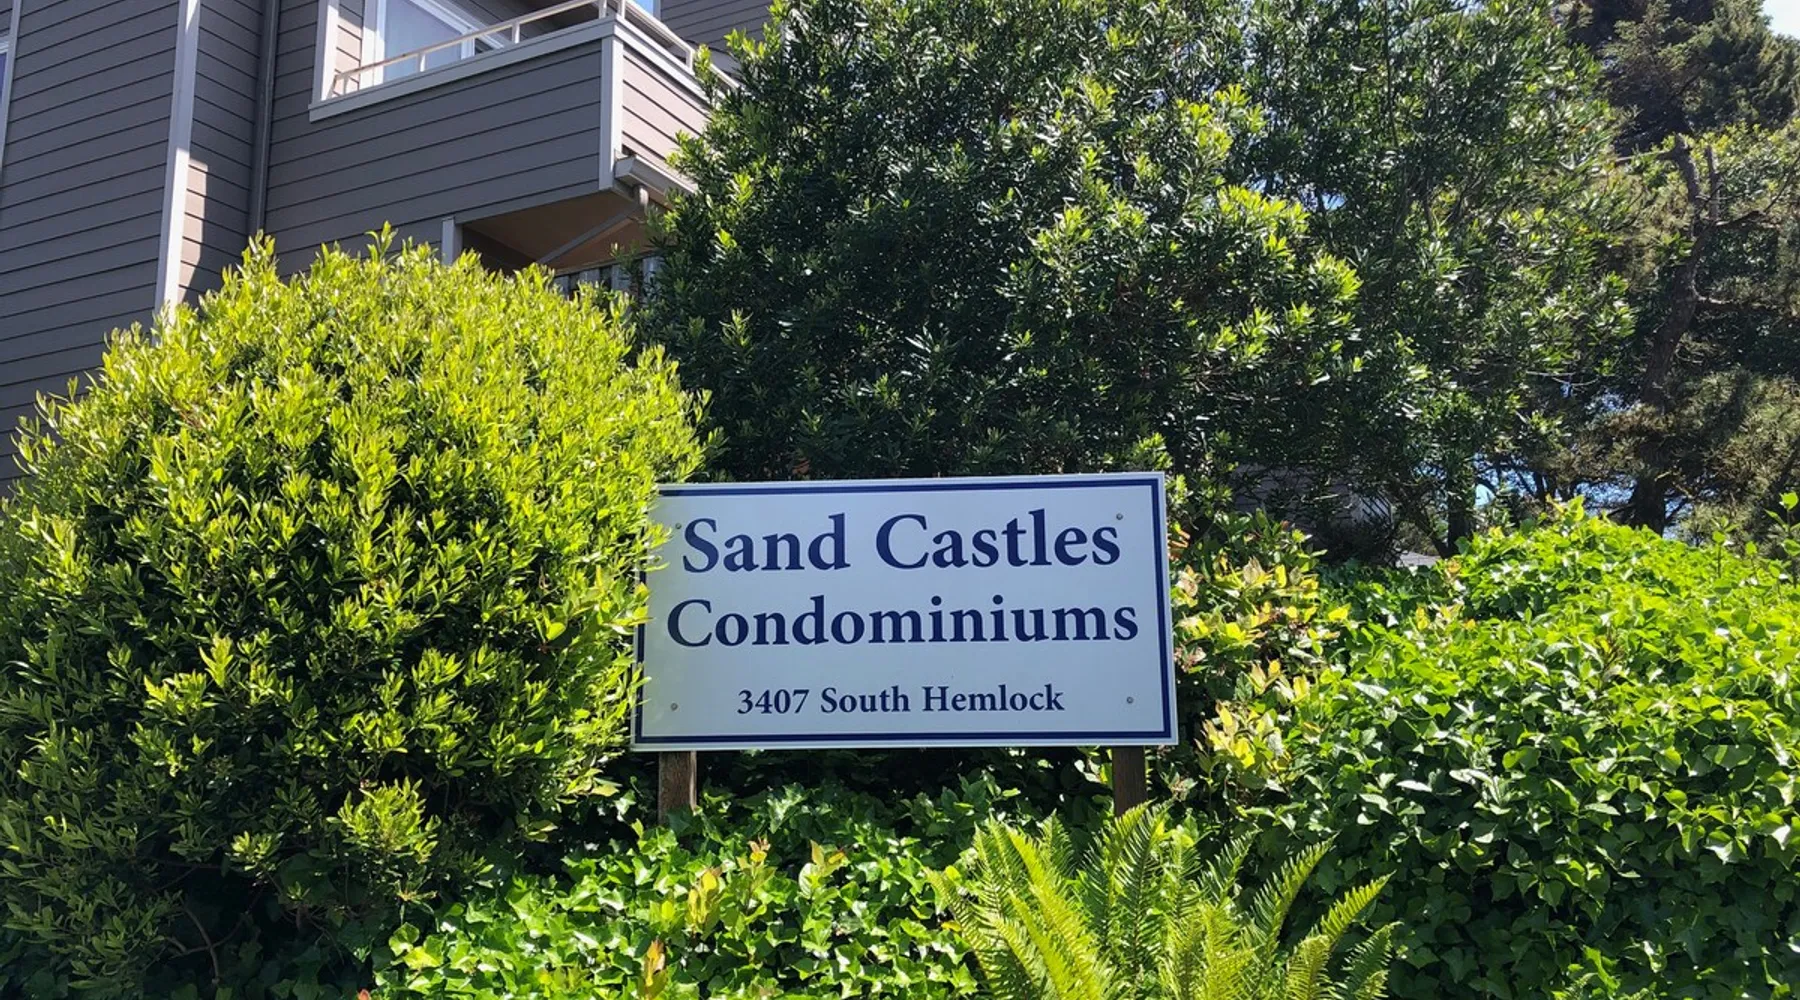 Sand Castles
Condominiums
3407 South Hemlock